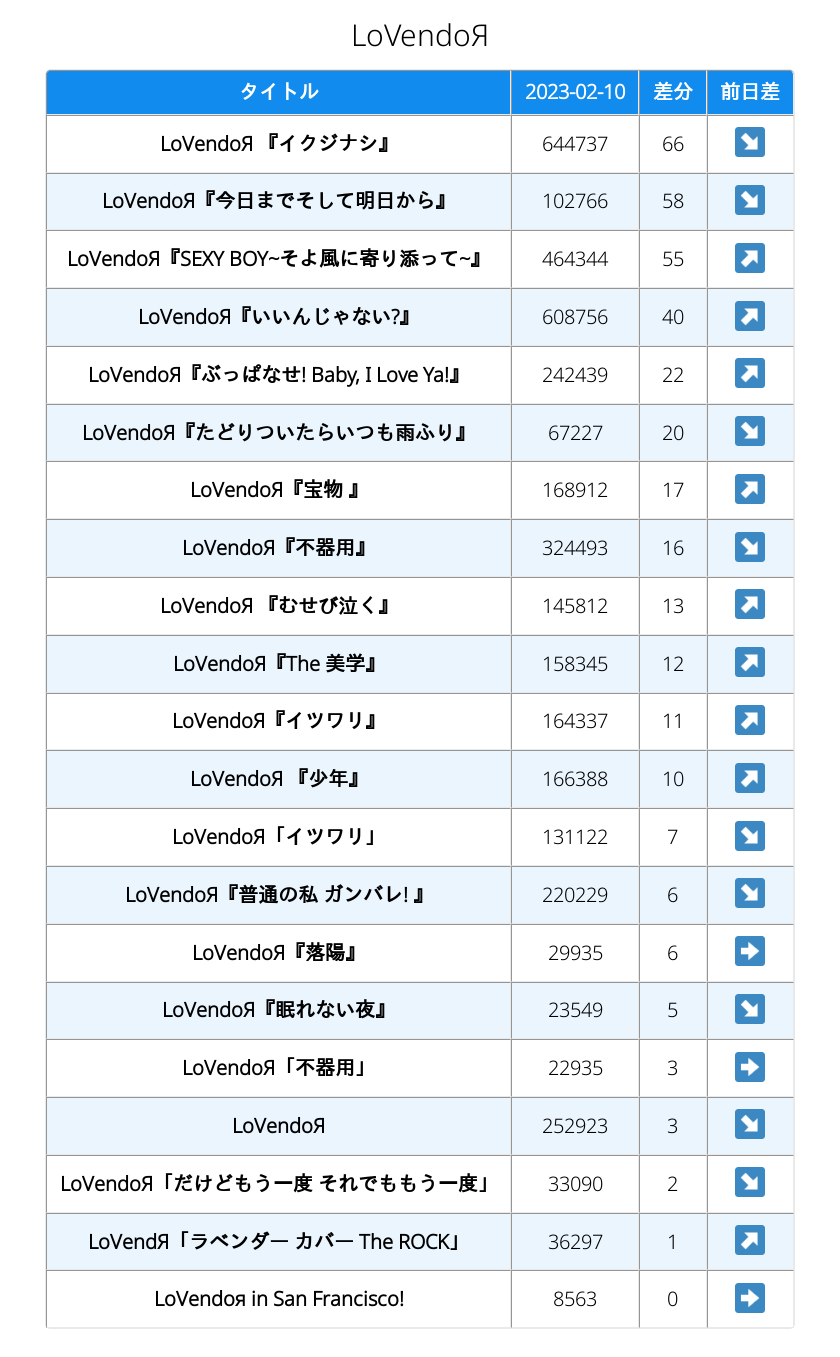 LoVendoЯ
タイトル 2023-02-10 差分 前日差
LoVendoЯ 『イクジナシ』 644737 66 ↘
LoVendoЯ『今日までそして明日から』 102766 58 ↘
LoVendoЯ『SEXY BOY~そよ風に寄り添って~』 464344 55 ↗
LoVendoЯ『いいんじゃない?』 608756 40 ↗
LoVendoЯ『ぶっぱなせ! Baby, I Love Ya!』 242439 22 ↗
LoVendoЯ『たどりついたらいつも雨ふり』 67227 20 ↘
LoVendoЯ『宝物 』 168912 17 ↗
LoVendoЯ『不器用』 324493 16 ↘
LoVendoЯ 『むせび泣く』 145812 13 ↗
LoVendoЯ『The 美学』 158345 12 ↗
LoVendoЯ『イツワリ』 164337 11 ↗
LoVendoЯ 『少年』 166388 10 ↗
LoVendoЯ「イツワリ」 131122 7 ↘
LoVendoЯ『普通の私 ガンバレ! 』 220229 6 ↘
LoVendoЯ『落陽』 29935 6 ➡
LoVendoЯ『眠れない夜』 23549 5 ↘
LoVendoЯ「不器用」 22935 3 ➡
LoVendoЯ 252923 3 ↘
LoVendoЯ「だけどもう一度 それでももう一度」 33090 2 ↘
LoVendЯ「ラベンダー カバー The ROCK」 36297 1 ↗
LoVendoя in San Francisco! 8563 0 ➡